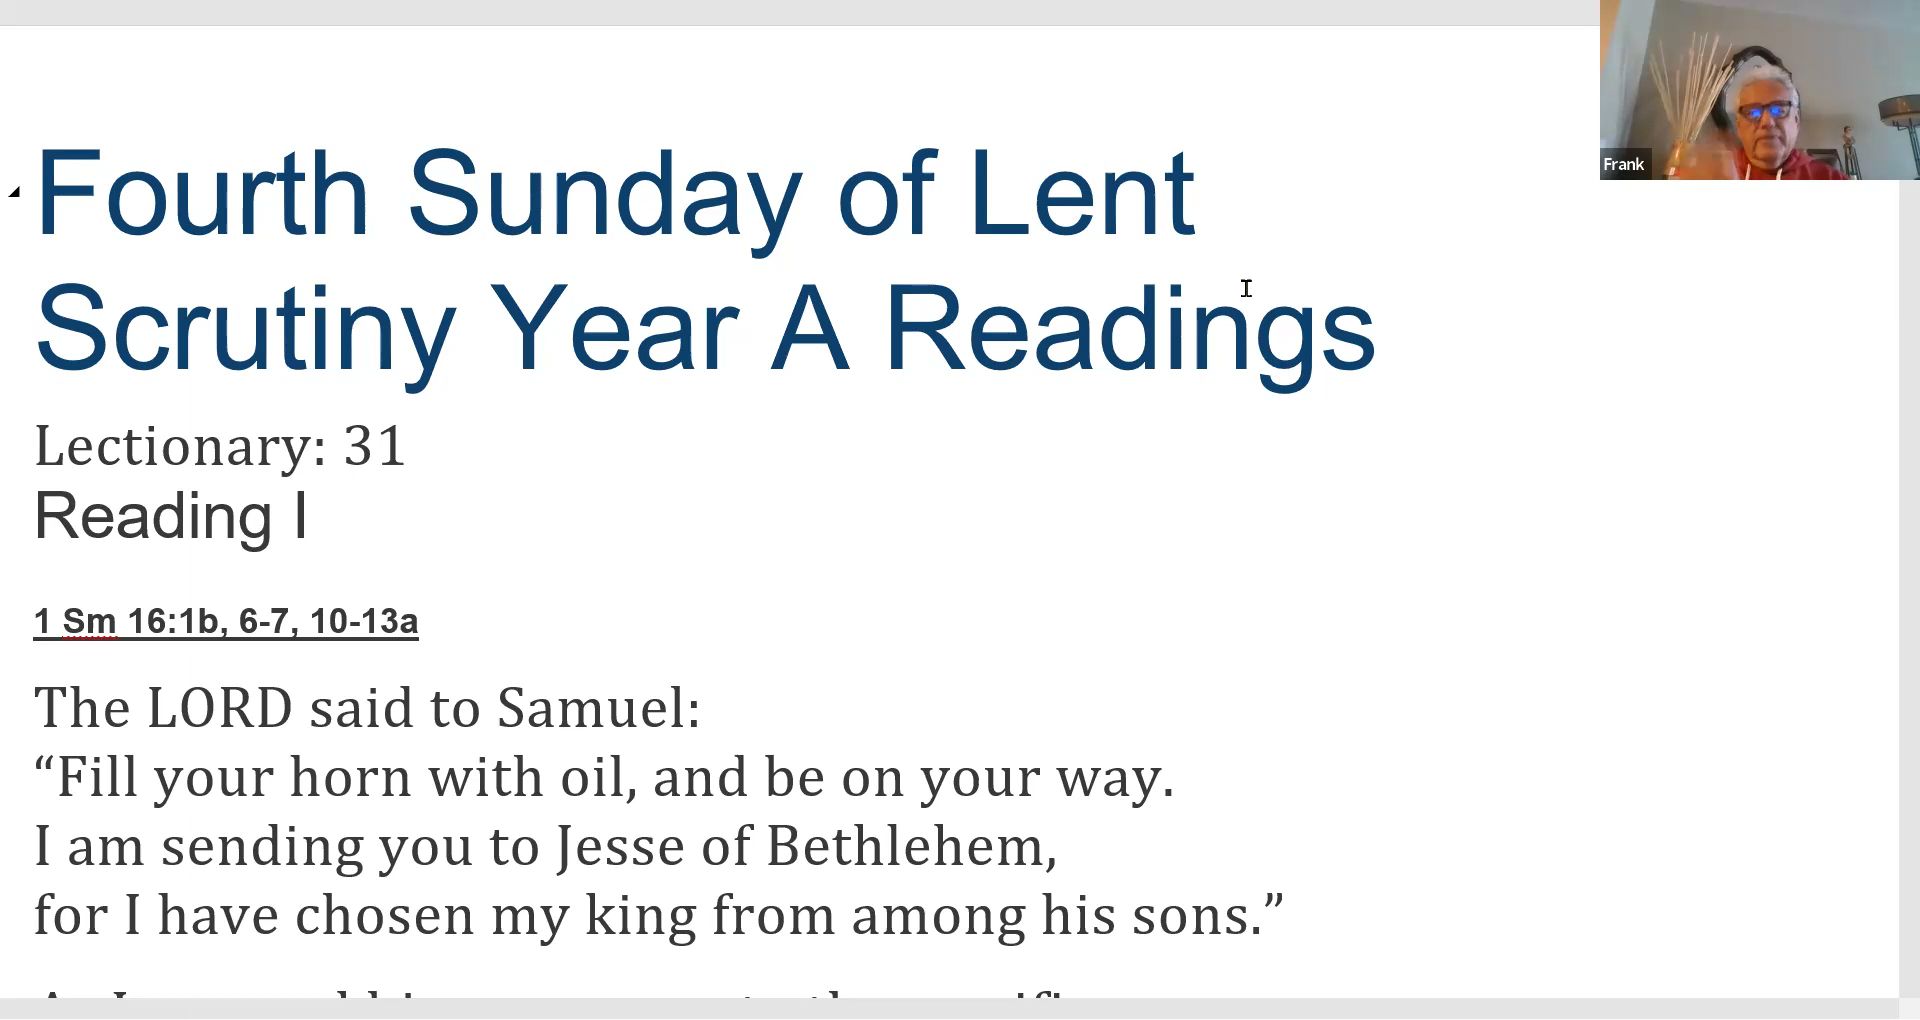 Fourth Sunday of Lent
Scrutiny Year A Readings
Lectionary: 31
Reading I
1 Sm 16:1b, 6-7, 10-13a
The LORD said to Samuel:
“Fill your horn with oil, and be on your way.
I am sending you to Jesse of Bethlehem,
for I have chosen my king from among his sons.”
Frank